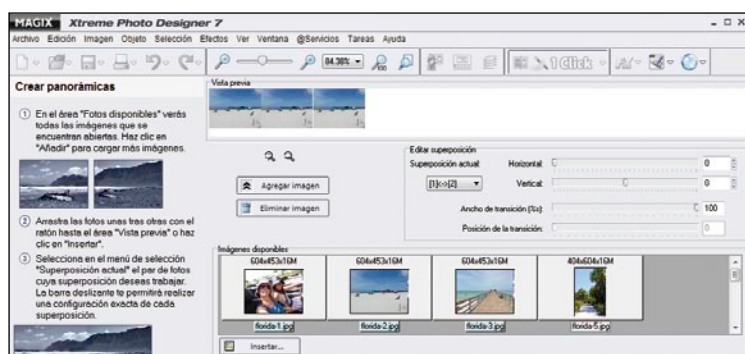 MAGIX Xtreme Photo Designer 7
Archivo Edición Imagen Objeto Selección Efectos Ver Ventana @Servicios Tareas Ayuda
84.38%
1 Click
Crear panorámicas
1 En el área "Fotos disponibles" verás
todas las imágenes que se
encuentran abiertas. Haz clic en
"Añadir" para cargar más imágenes.
2 Arrastra las fotos unas tras otras con el
ratón hasta el área "Vista previa" o haz
clic en "Insertar".
3 Selecciona en el menú de selección
"Superposición actual" el par de fotos
cuya superposición deseas trabajar.
La barra deslizante te permitirá realizar
una configuración exacta de cada
superposición.
Vista previa
Agregar imagen
Eliminar imagen
Editar superposición
Superposición actual: Horizontal: 0
[1]<->[2] Vertical: 0
Ancho de transición (‰): 100
Posición de la transición: 0
Imágenes disponibles
604x453x16M 604x453x16M 604x453x16M 404x604x16M
florida-1.jpg florida-2.jpg florida-3.jpg florida-5.jpg
Insertar...